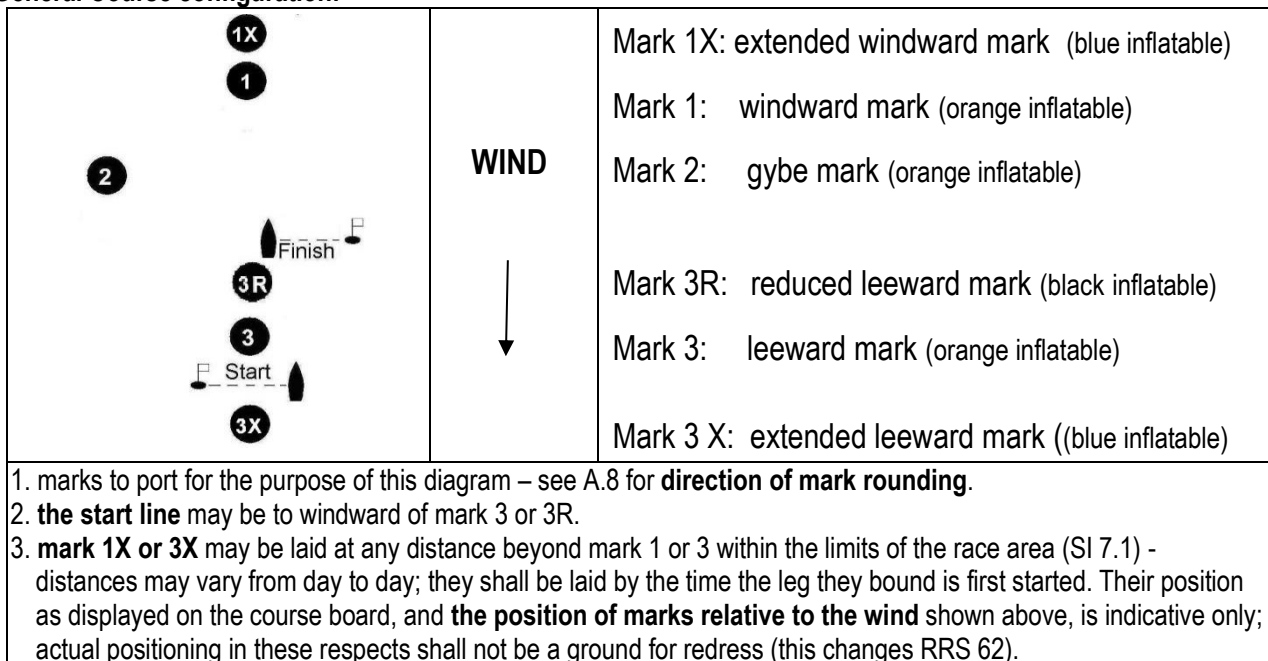 1X
1
2
Finish
3R
3
Start
3X
WIND
Mark 1X: extended windward mark (blue inflatable)
Mark 1: windward mark (orange inflatable)
Mark 2: gybe mark (orange inflatable)
Mark 3R: reduced leeward mark (black inflatable)
Mark 3: leeward mark (orange inflatable)
Mark 3 X: extended leeward mark ((blue inflatable)
1. marks to port for the purpose of this diagram – see A.8 for direction of mark rounding.
2. the start line may be to windward of mark 3 or 3R.
3. mark 1X or 3X may be laid at any distance beyond mark 1 or 3 within the limits of the race area (SI 7.1) -
distances may vary from day to day; they shall be laid by the time the leg they bound is first started. Their position
as displayed on the course board, and the position of marks relative to the wind shown above, is indicative only;
actual positioning in these respects shall not be a ground for redress (this changes RRS 62).